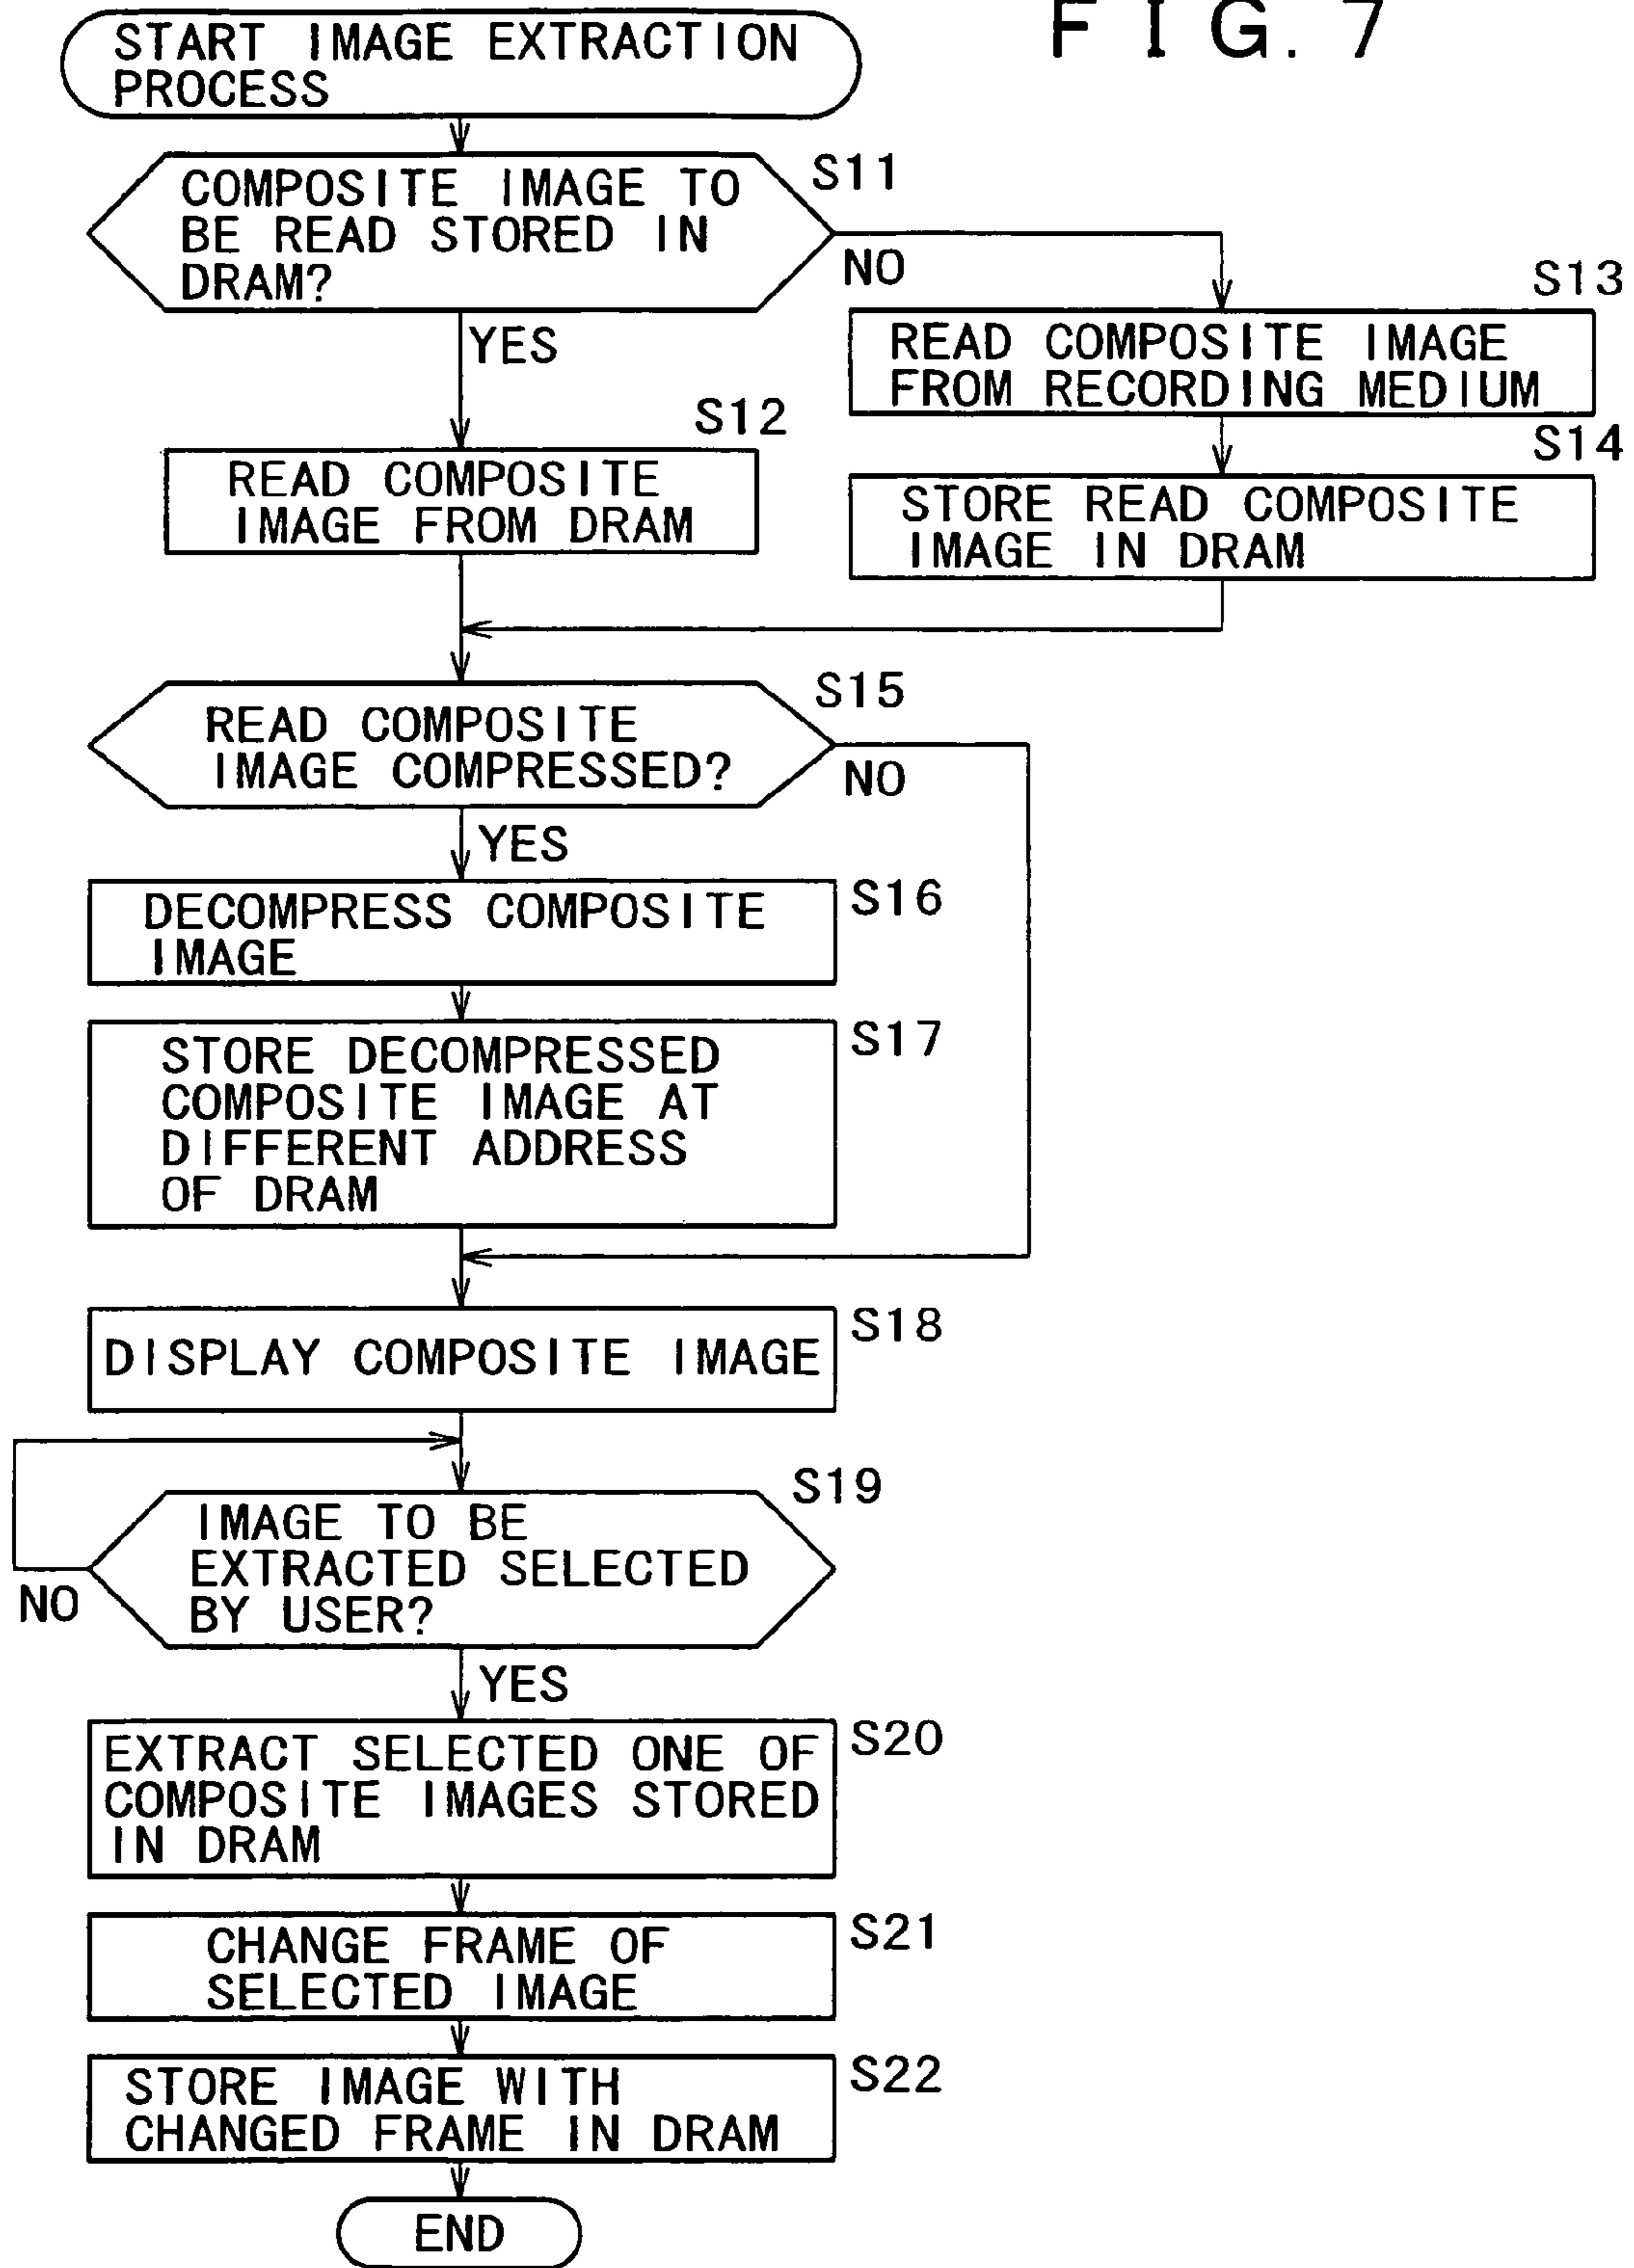 FIG. 7
START IMAGE EXTRACTION
PROCESS
S11
COMPOSITE IMAGE TO
BE READ STORED IN
DRAM?
NO
YES
S13
READ COMPOSITE IMAGE
FROM RECORDING MEDIUM
S12
READ COMPOSITE
IMAGE FROM DRAM
S14
STORE READ COMPOSITE
IMAGE IN DRAM
S15
READ COMPOSITE
IMAGE COMPRESSED?
NO
YES
S16
DECOMPRESS COMPOSITE
IMAGE
S17
STORE DECOMPRESSED
COMPOSITE IMAGE AT
DIFFERENT ADDRESS
OF DRAM
S18
DISPLAY COMPOSITE IMAGE
S19
IMAGE TO BE
EXTRACTED SELECTED
BY USER?
NO
YES
S20
EXTRACT SELECTED ONE OF
COMPOSITE IMAGES STORED
IN DRAM
S21
CHANGE FRAME OF
SELECTED IMAGE
S22
STORE IMAGE WITH
CHANGED FRAME IN DRAM
END